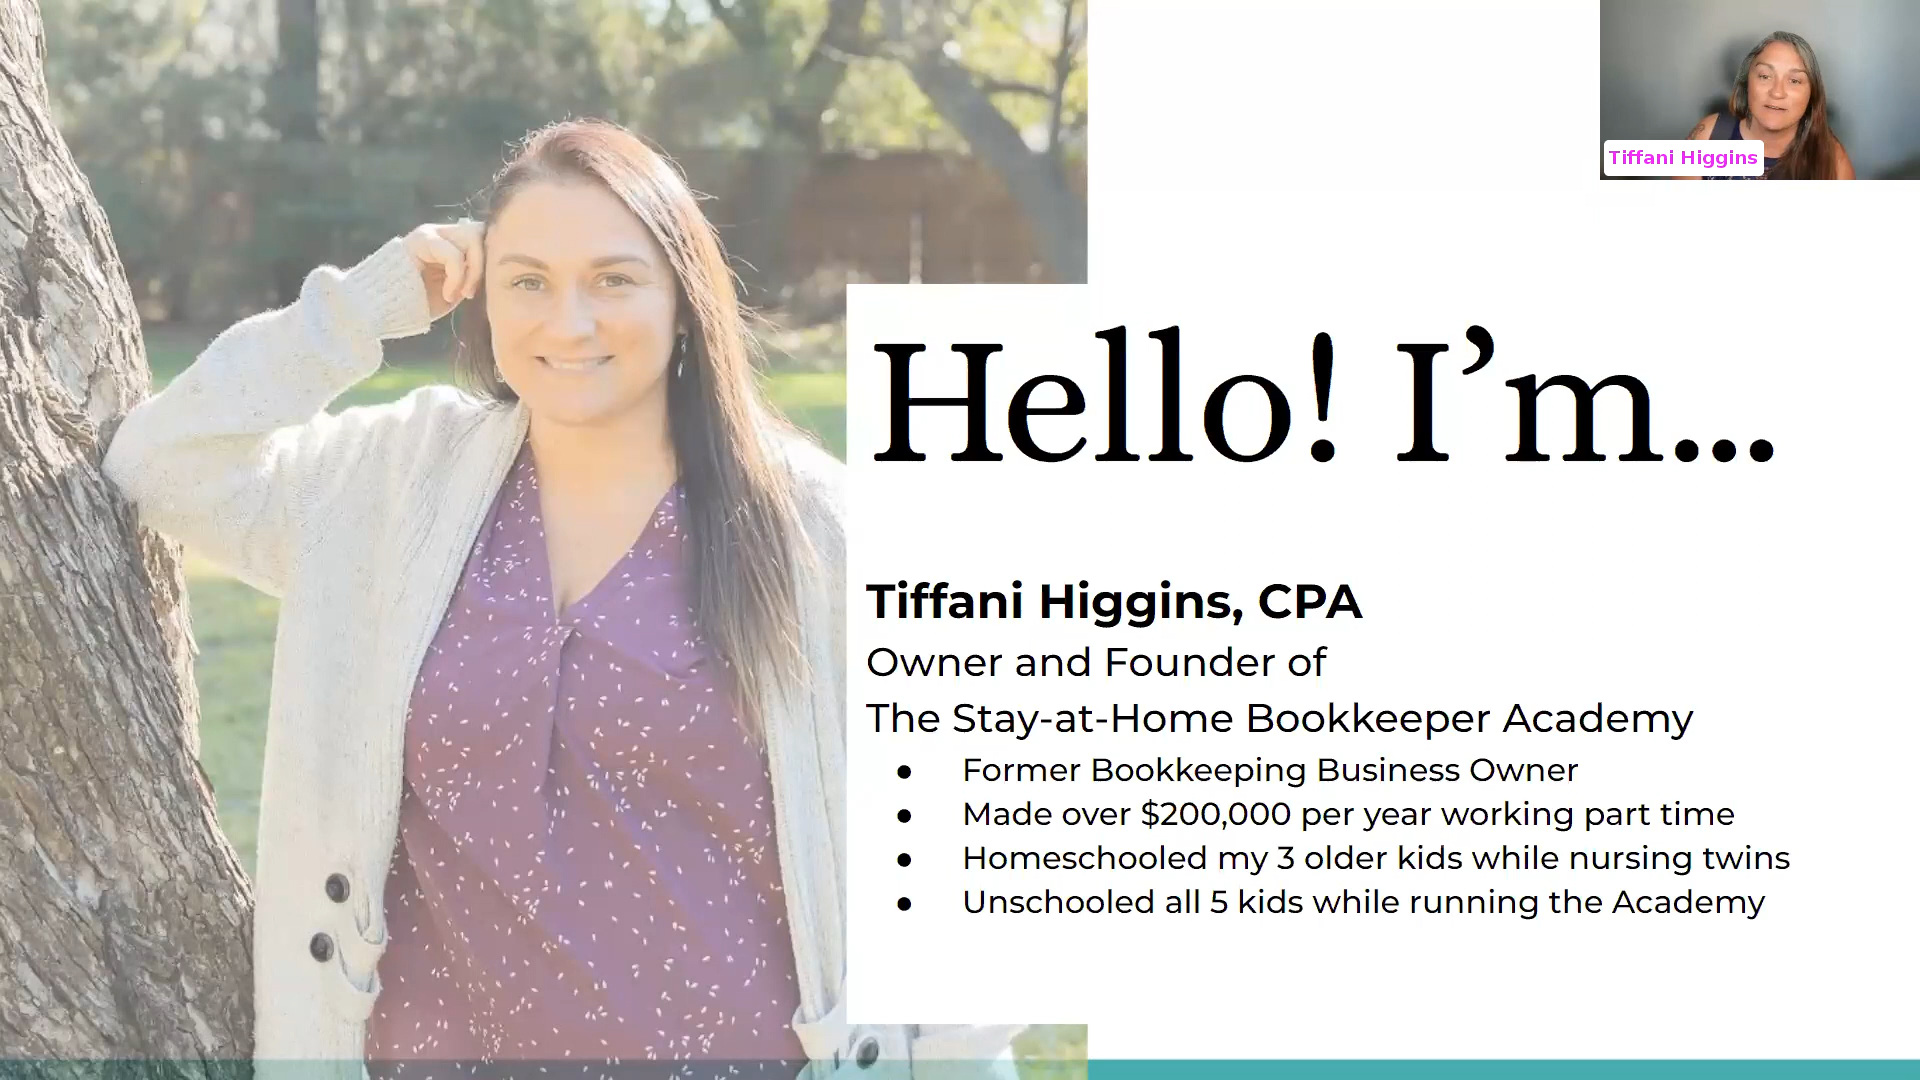 Tiffani Higgins
Hello! I’m...
Tiffani Higgins, CPA
Owner and Founder of
The Stay-at-Home Bookkeeper Academy
● Former Bookkeeping Business Owner
● Made over $200,000 per year working part time
● Homeschooled my 3 older kids while nursing twins
● Unschooled all 5 kids while running the Academy